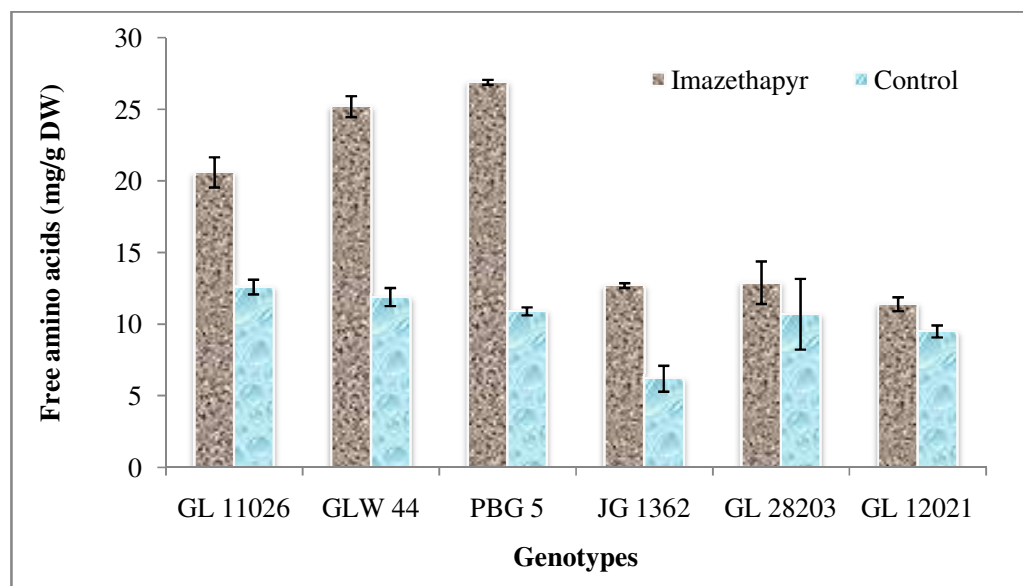 Free amino acids (mg/g DW)
30
25
20
15
10
5
0
Imazethapyr
Control
GL 11026
GLW 44
PBG 5
JG 1362
GL 28203
GL 12021
Genotypes